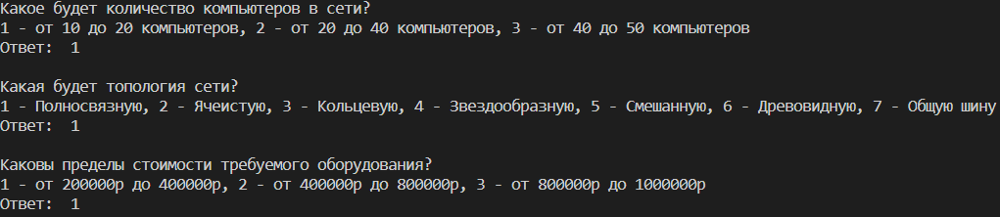 Какое будет количество компьютеров в сети?
1 - от 10 до 20 компьютеров, 2 - от 20 до 40 компьютеров, 3 - от 40 до 50 компьютеров
Ответ:  1
Какая будет топология сети?
1 - Полносвязную, 2 - Ячеистую, 3 - Кольцевую, 4 - Звездообразную, 5 - Смешанную, 6 - Древовидную, 7 - Общую шину
Ответ:  1
Каковы пределы стоимости требуемого оборудования?
1 - от 200000р до 400000р, 2 - от 400000р до 800000р, 3 - от 800000р до 1000000р
Ответ:  1